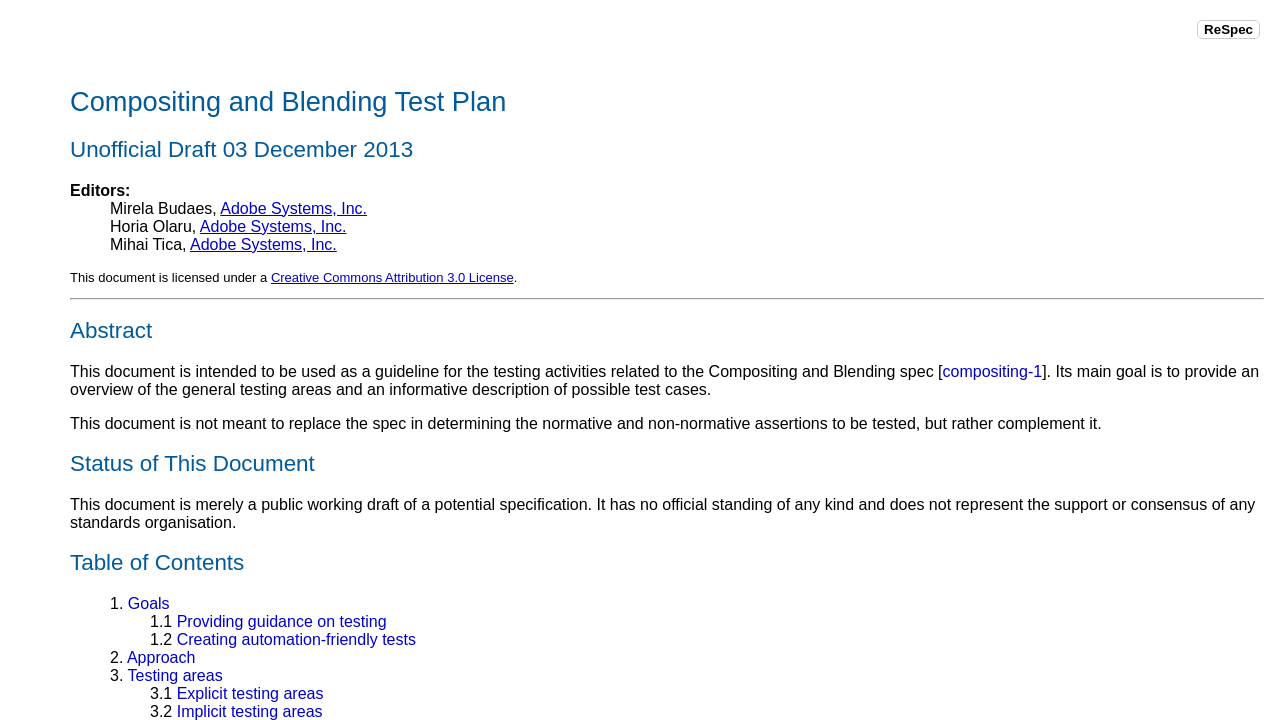 ReSpec
Compositing and Blending Test Plan
Unofficial Draft 03 December 2013
Editors:
Mirela Budaes, Adobe Systems, Inc.
Horia Olaru, Adobe Systems, Inc.
Mihai Tica, Adobe Systems, Inc.
This document is licensed under a Creative Commons Attribution 3.0 License.
Abstract
This document is intended to be used as a guideline for the testing activities related to the Compositing and Blending spec [compositing-1]. Its main goal is to provide an
overview of the general testing areas and an informative description of possible test cases.
This document is not meant to replace the spec in determining the normative and non-normative assertions to be tested, but rather complement it.
Status of This Document
This document is merely a public working draft of a potential specification. It has no official standing of any kind and does not represent the support or consensus of any
standards organisation.
Table of Contents
1. Goals
1.1 Providing guidance on testing
1.2 Creating automation-friendly tests
2. Approach
3. Testing areas
3.1 Explicit testing areas
3.2 Implicit testing areas